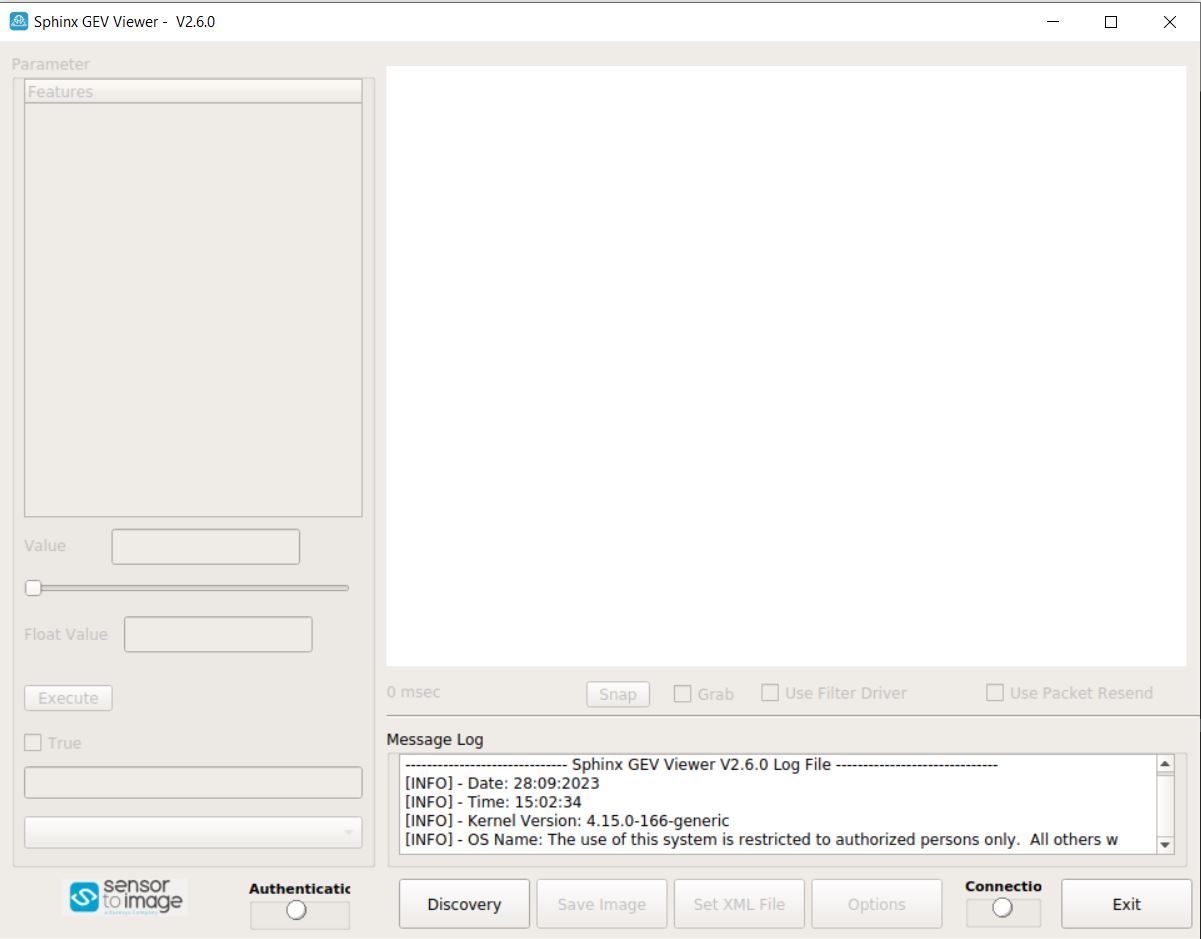 Sphinx GEV Viewer - V2.6.0
Parameter
Features
Value
Float Value
Execute
True
0 msec
Snap
Grab
Use Filter Driver
Use Packet Resend
Message Log
------------------------------ Sphinx GEV Viewer V2.6.0 Log File ------------------------------
[INFO] - Date: 28:09:2023
[INFO] - Time: 15:02:34
[INFO] - Kernel Version: 4.15.0-166-generic
[INFO] - OS Name: The use of this system is restricted to authorized persons only. All others w
sensor
to image
a Euresys Company
Authenticatic
Discovery
Save Image
Set XML File
Options
Connectio
Exit